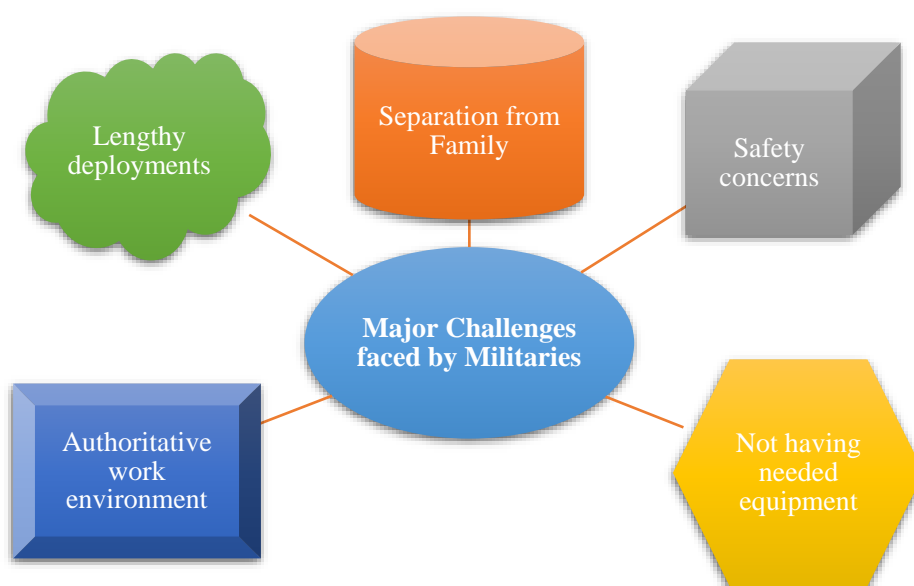 Lengthy
deployments
Separation from
Family
Safety
concerns
Major Challenges
faced by Militaries
Authoritative
work
environment
Not having
needed
equipment